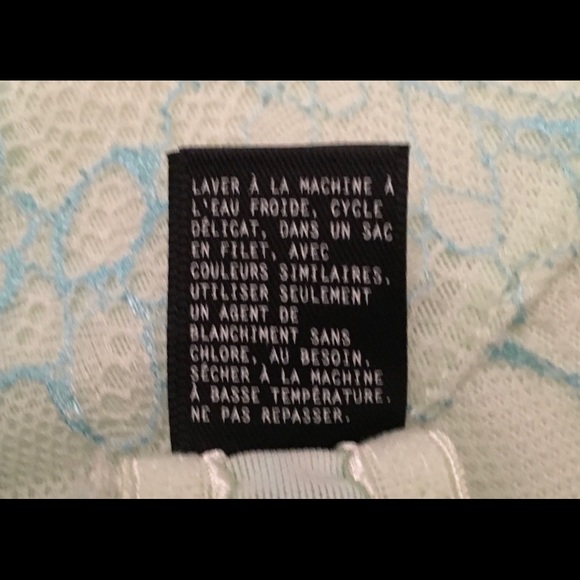 LAVER À LA MACHINE À
L'EAU FROIDE, CYCLE
DÉLICAT, DANS UN SAC
EN FILET, AVEC
COULEURS SIMILAIRES,
UTILISER SEULEMENT
UN AGENT DE
BLANCHIMENT SANS
CHLORE, AU BESOIN,
SÉCHER À LA MACHINE
À BASSE TEMPÉRATURE.
NE PAS REPASSER.